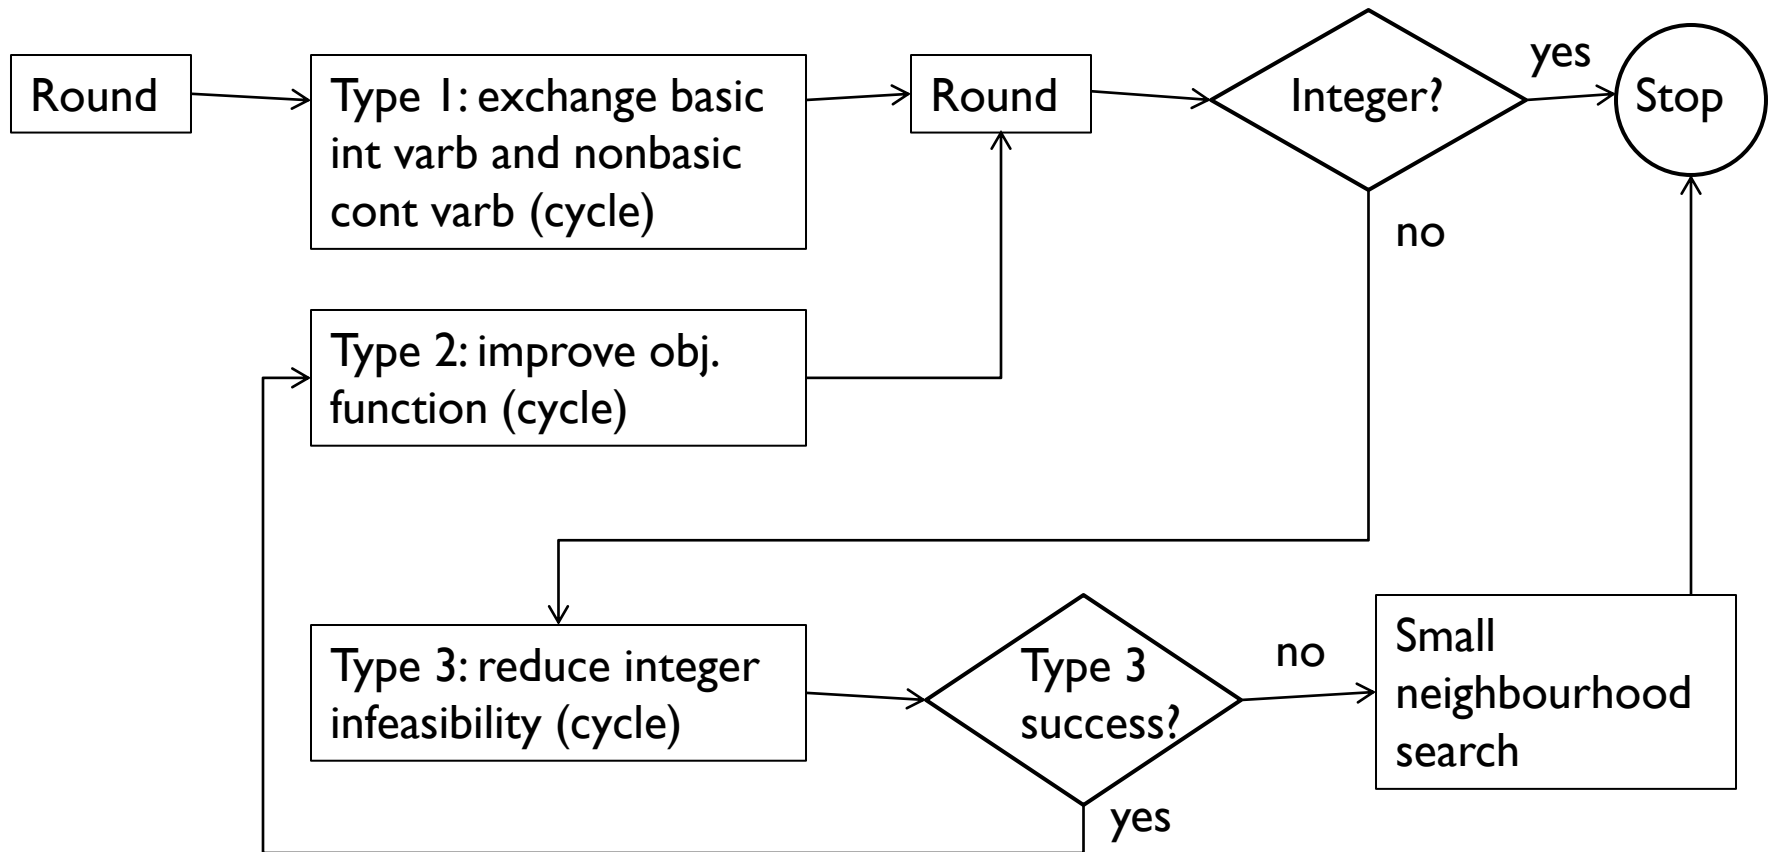 Round
Type 1: exchange basic
int varb and nonbasic
cont varb (cycle)
Round
Integer?
yes
Stop
no
Type 2: improve obj.
function (cycle)
Type 3: reduce integer
infeasibility (cycle)
Type 3
success?
no
Small
neighbourhood
search
yes